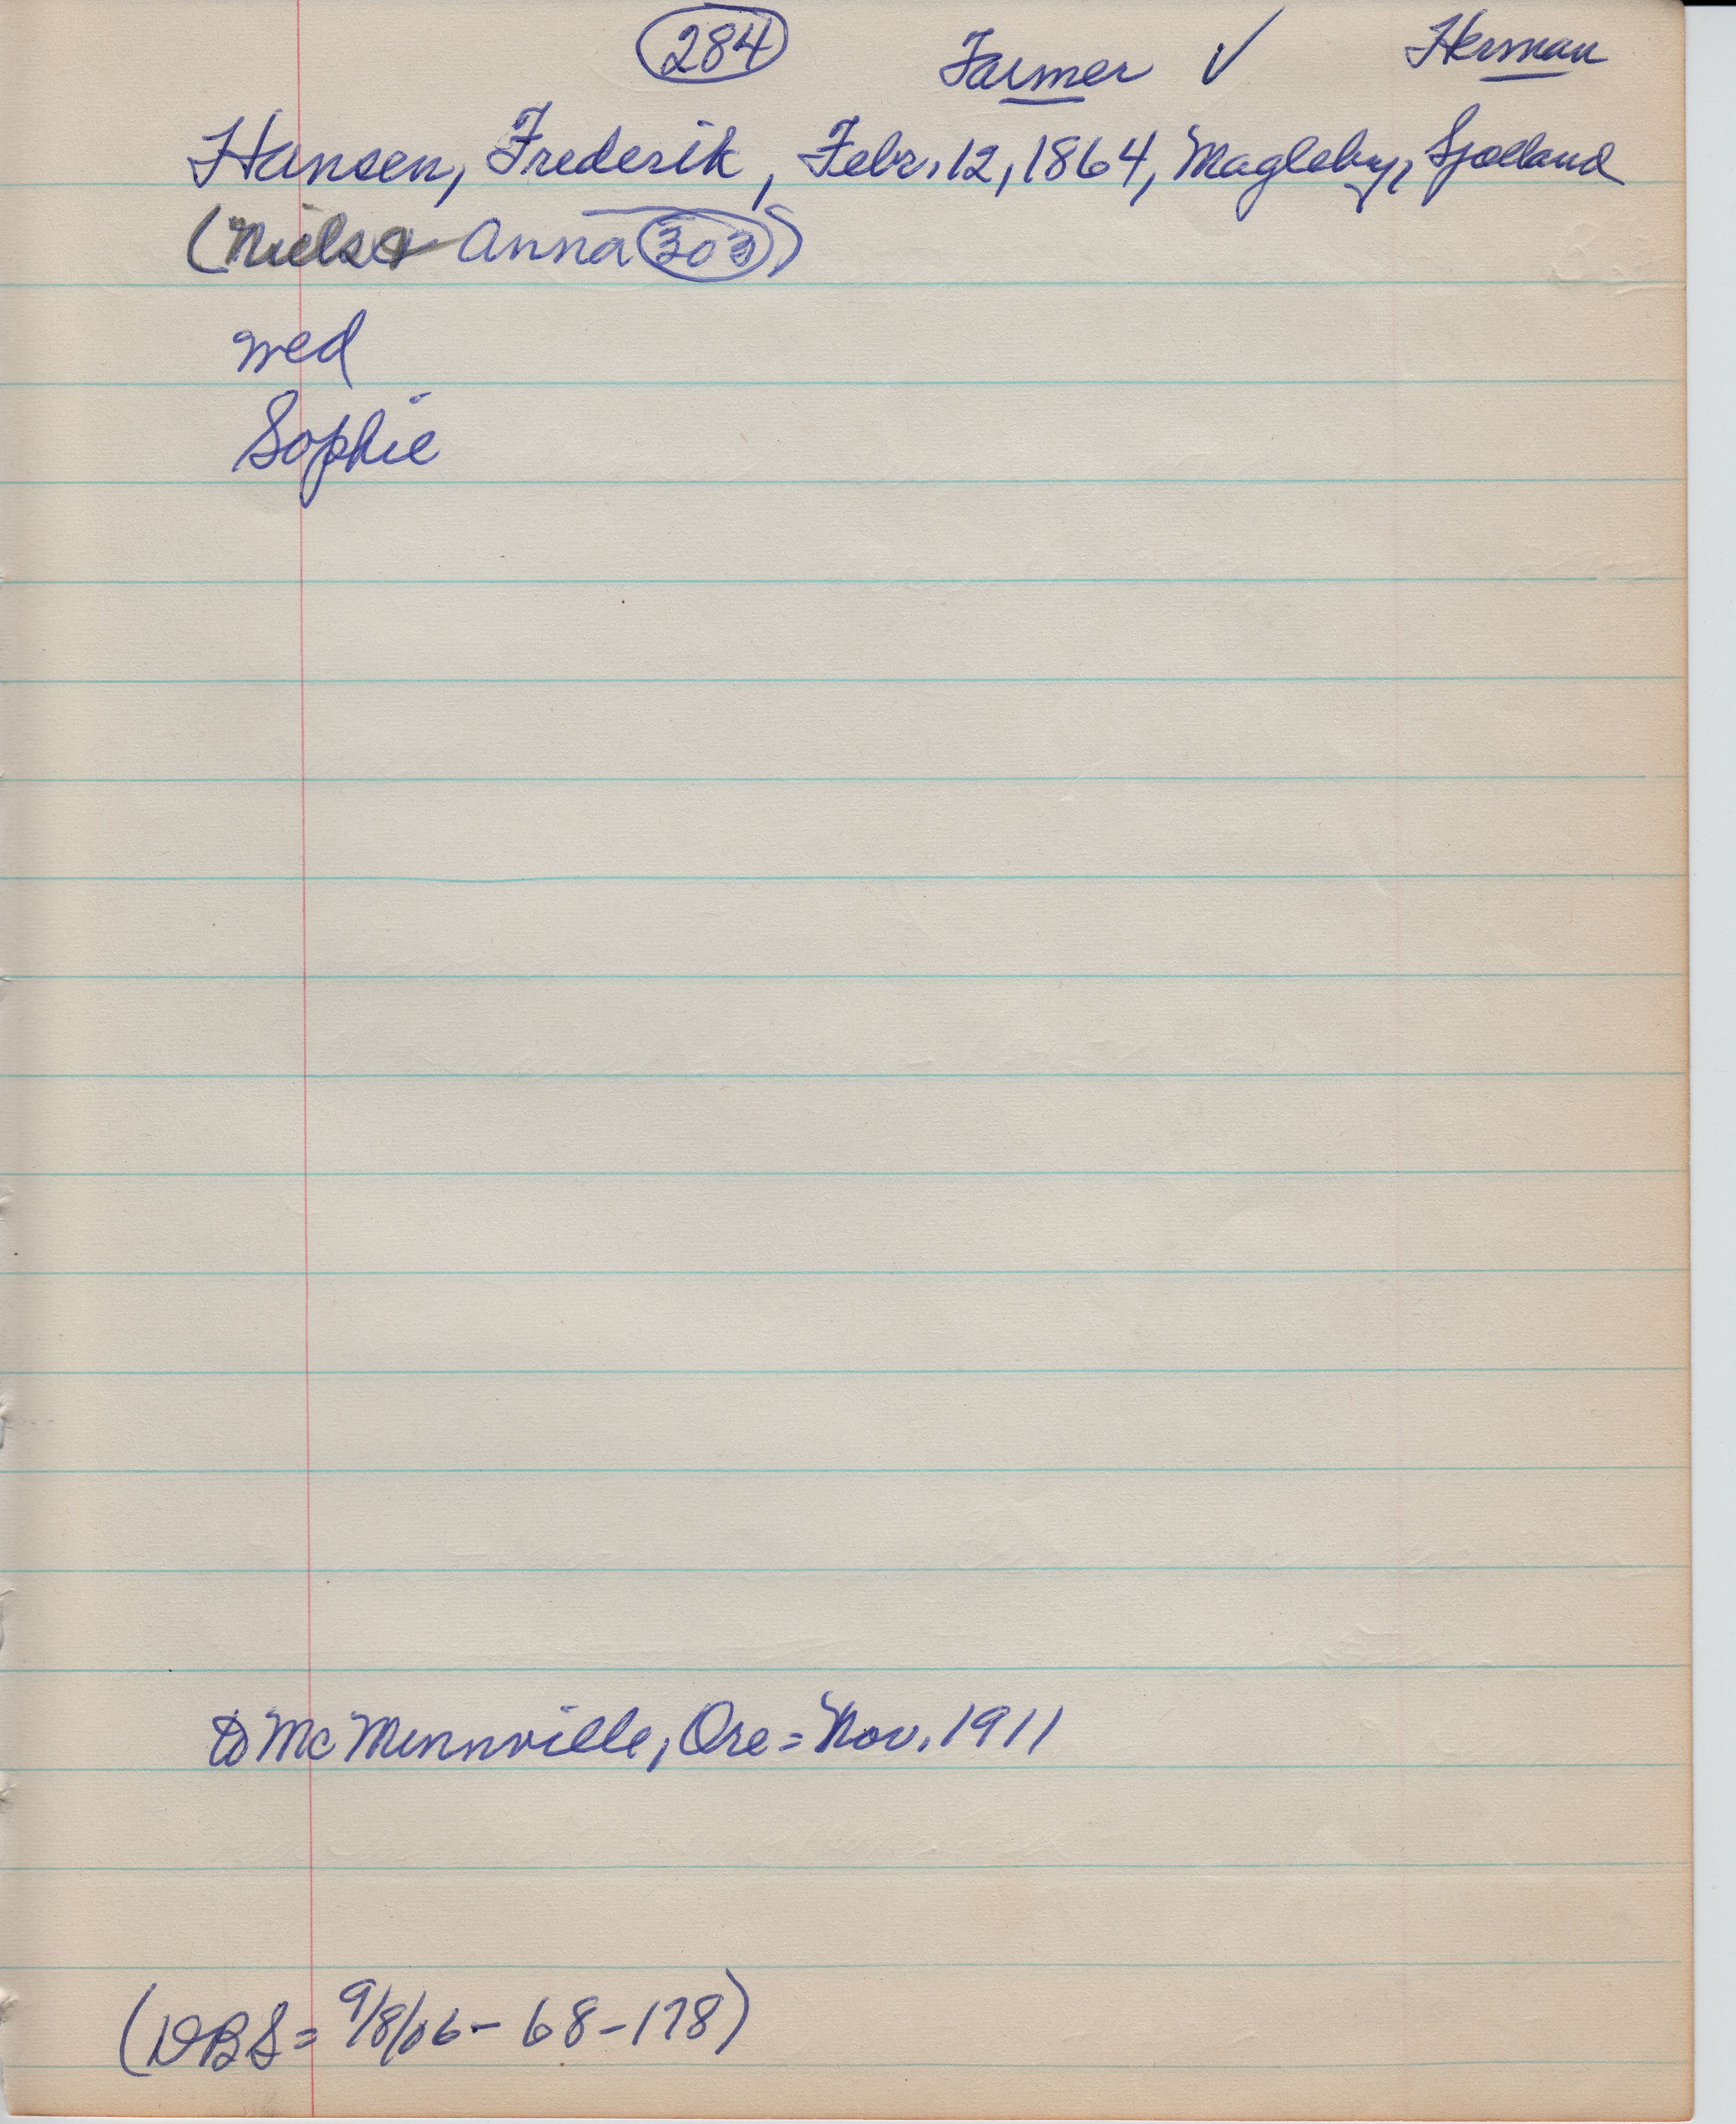 284 Farmer ✓ Herman
Hansen, Frederik, Febr. 12, 1864, Magleby, Sjælland
(Niels & Anna 303)
wed
Sophie
to McMinnville, Ore = Nov. 1911
(DBS = 9/8/06 - 68 - 178)